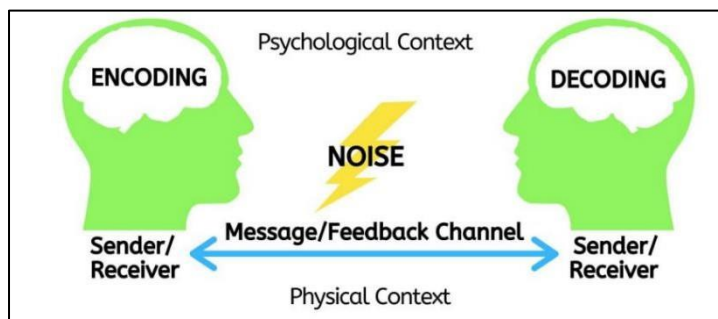 Psychological Context
ENCODING
DECODING
NOISE
Message/Feedback Channel
Sender/
Receiver
Sender/
Receiver
Physical Context